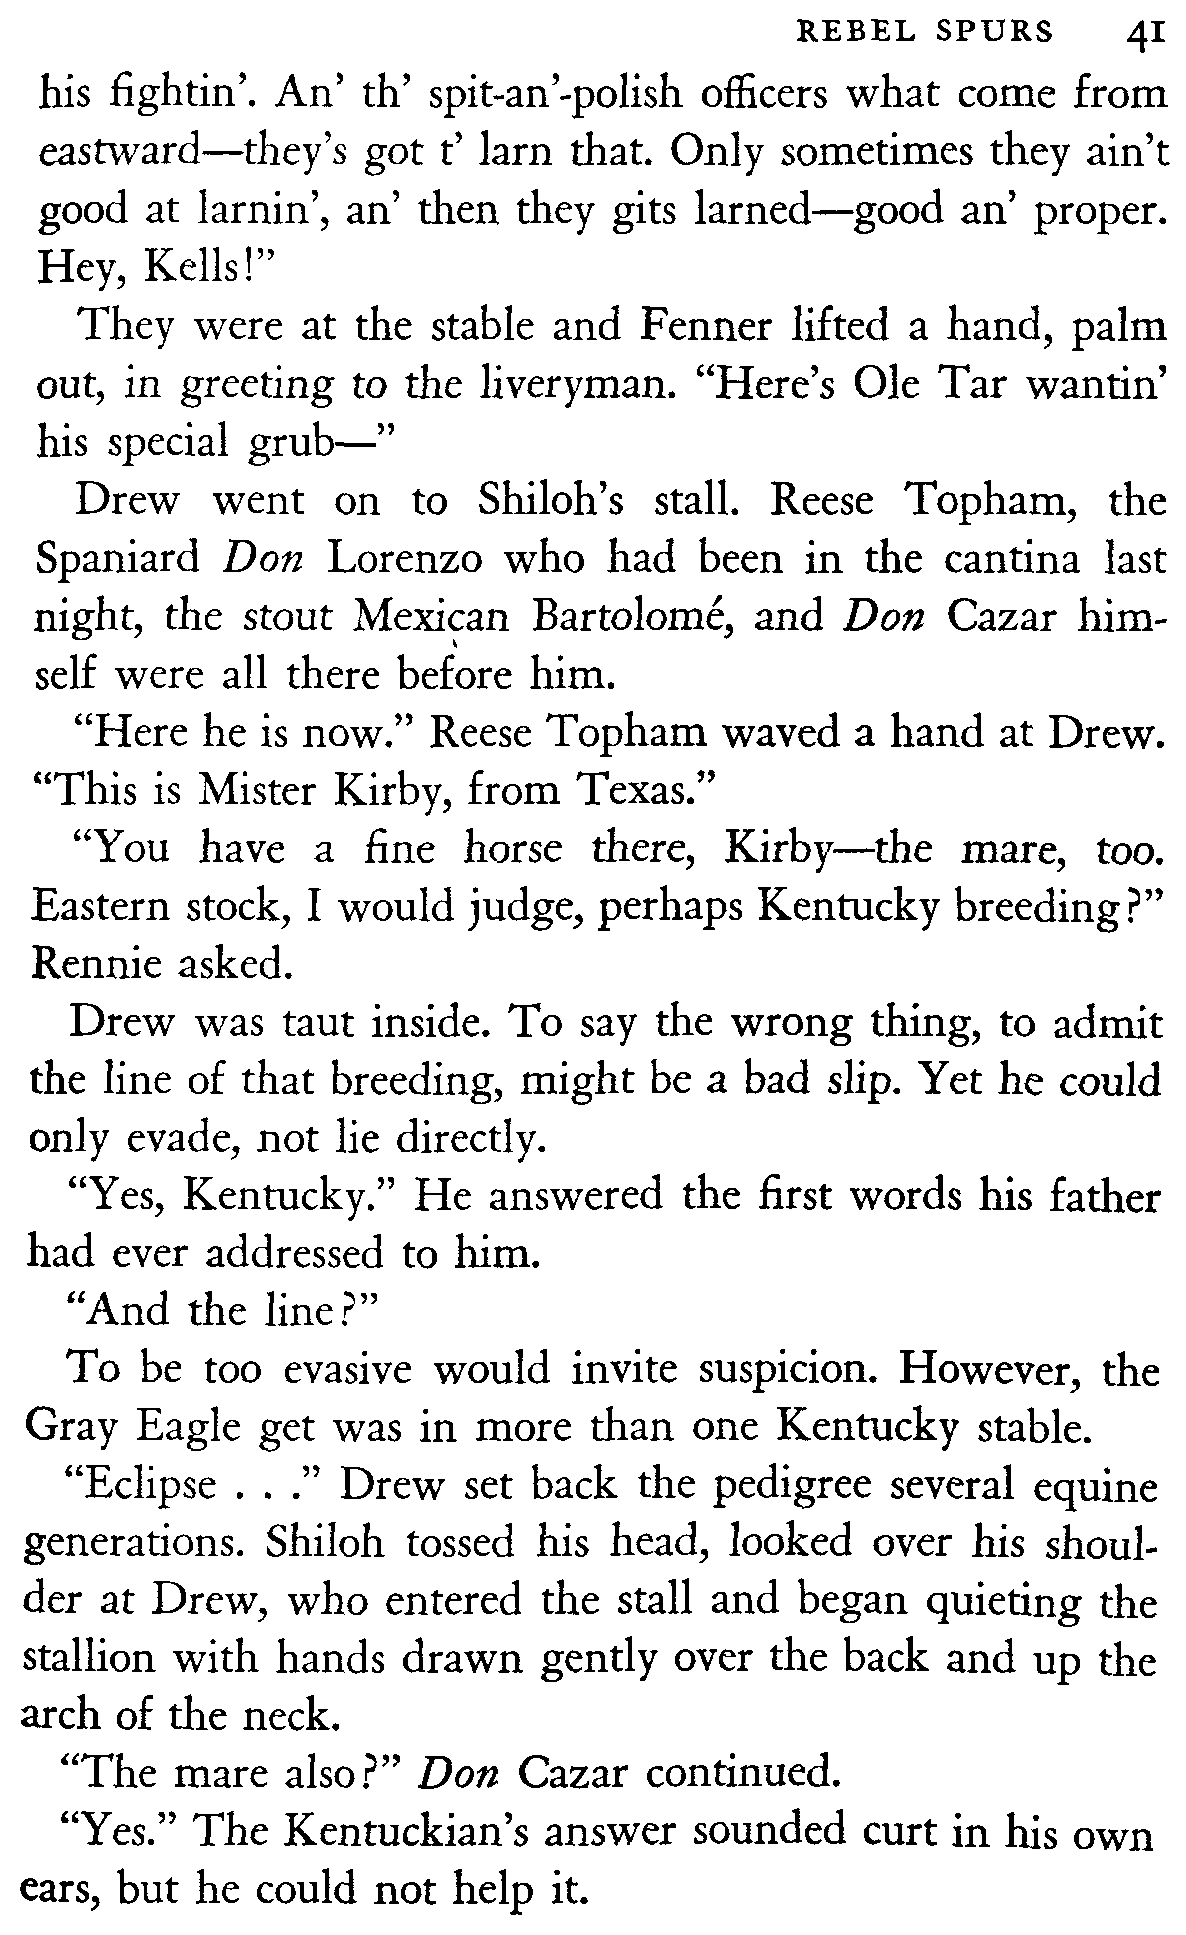 REBEL SPURS 41
his fightin’. An’ th’ spit-an’-polish officers what come from
eastward—they’s got t’ larn that. Only sometimes they ain’t
good at larnin’, an’ then they gits larned—good an’ proper.
Hey, Kells!”
They were at the stable and Fenner lifted a hand, palm
out, in greeting to the liveryman. “Here’s Ole Tar wantin’
his special grub—”
Drew went on to Shiloh’s stall. Reese Topham, the
Spaniard Don Lorenzo who had been in the cantina last
night, the stout Mexican Bartolomé, and Don Cazar him-
self were all there before him.
“Here he is now.” Reese Topham waved a hand at Drew.
“This is Mister Kirby, from Texas.”
“You have a fine horse there, Kirby—the mare, too.
Eastern stock, I would judge, perhaps Kentucky breeding?”
Rennie asked.
Drew was taut inside. To say the wrong thing, to admit
the line of that breeding, might be a bad slip. Yet he could
only evade, not lie directly.
“Yes, Kentucky.” He answered the first words his father
had ever addressed to him.
“And the line?”
To be too evasive would invite suspicion. However, the
Gray Eagle get was in more than one Kentucky stable.
“Eclipse . . .” Drew set back the pedigree several equine
generations. Shiloh tossed his head, looked over his shoul-
der at Drew, who entered the stall and began quieting the
stallion with hands drawn gently over the back and up the
arch of the neck.
“The mare also?” Don Cazar continued.
“Yes.” The Kentuckian’s answer sounded curt in his own
ears, but he could not help it.